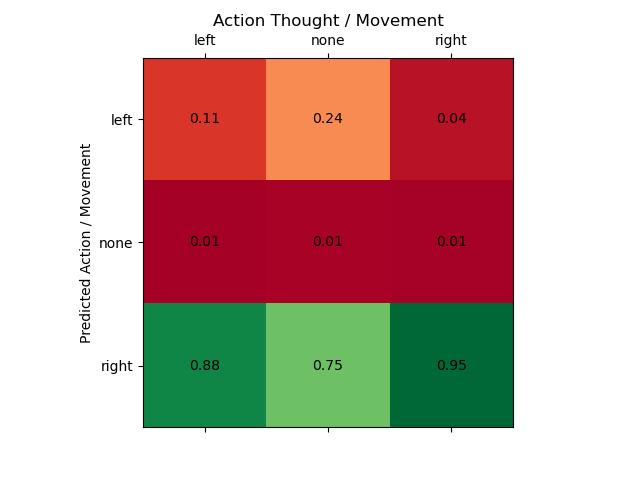 Action Thought / Movement
left none right
Predicted Action / Movement
left 0.11 0.24 0.04
none 0.01 0.01 0.01
right 0.88 0.75 0.95